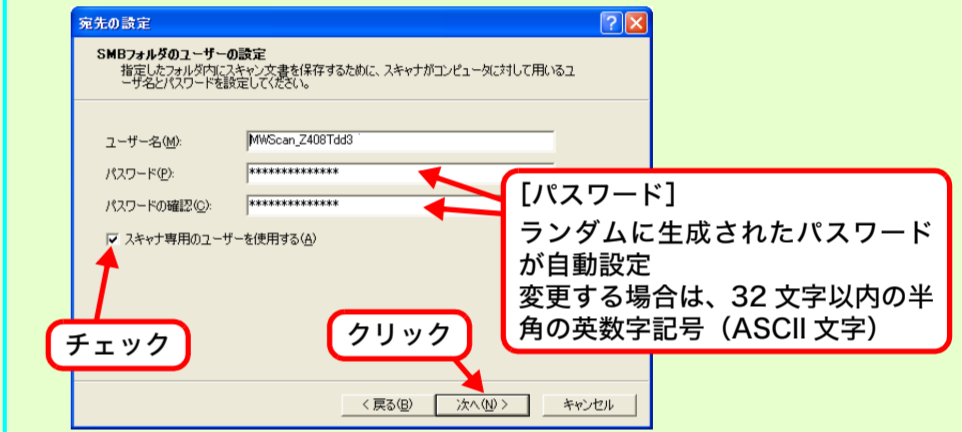 宛先の設定
SMBフォルダのユーザーの設定
指定したフォルダ内にスキャン文書を保存するために、スキャナがコンピュータに対して用いるユ
ーザ名とパスワードを設定してください。
ユーザー名(M):
MWScan_Z408Tdd3
パスワード(P):
**************
パスワードの確認(C):
**************
スキャナ専用のユーザーを使用する(A)
[パスワード]
ランダムに生成されたパスワード
が自動設定
変更する場合は、32 文字以内の半
角の英数字記号（ASCII 文字）
チェック
クリック
< 戻る(B)
次へ(N) >
キャンセル